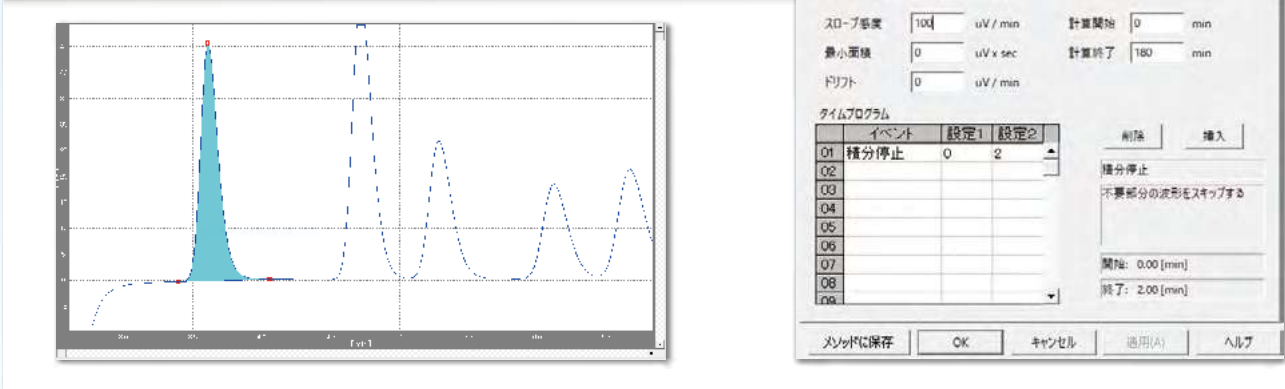 スロープ感度 100 uV / min 計算開始 0 min
最小面積 0 uV x sec 計算終了 180 min
ドリフト 0 uV / min
タイムプログラム
イベント 設定1 設定2
削除 挿入
01 積分停止 0 2
02
03
04
05
06
07
08
09
積分停止
不要部分の波形をスキップする
開始: 0.00 [min]
終了: 2.00 [min]
メソッドに保存 OK キャンセル 適用(A) ヘルプ